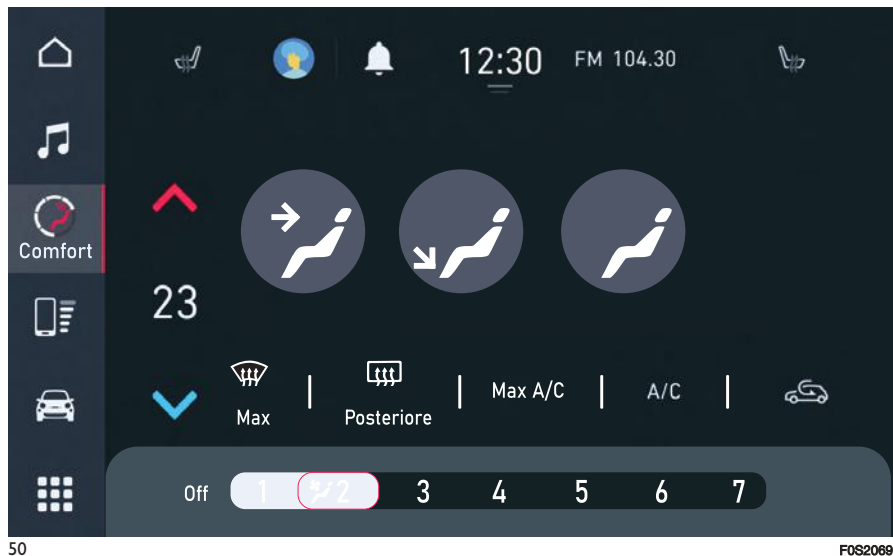 12:30 FM 104.30
Comfort
23
Max Posteriore Max A/C A/C
Off 1 2 3 4 5 6 7
50 F0S2069